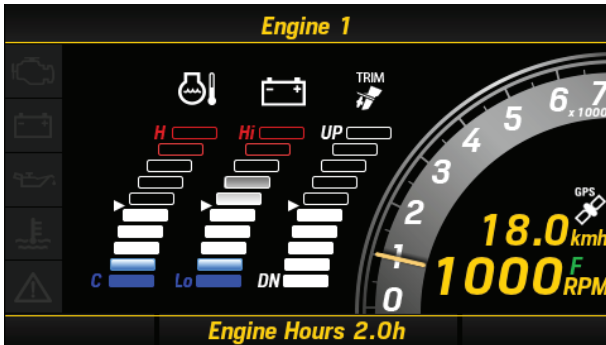 Engine 1
TRIM
H Hi UP
C Lo DN
0 1 2 3 4 5 6 7
x 1000
GPS
18.0 kmh
F
1000 RPM
Engine Hours 2.0h